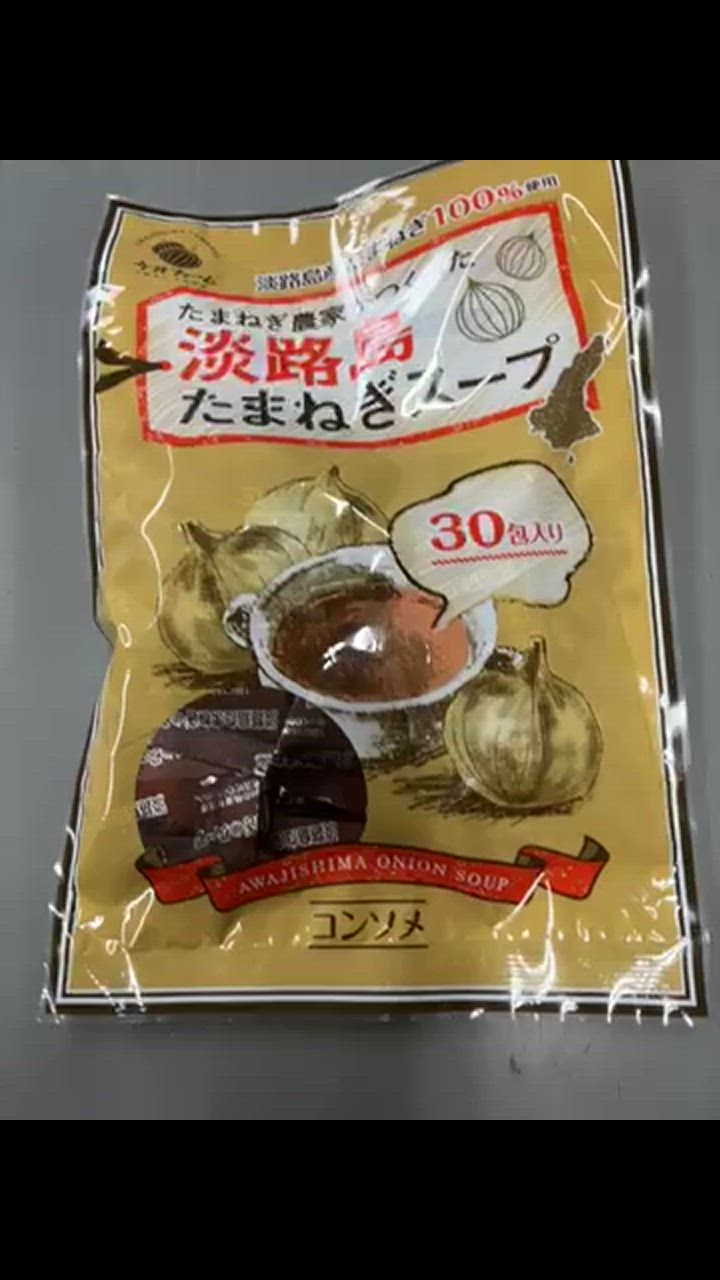 淡路島産たまねぎ100%使用
たまねぎ農家がつくった
淡路島
たまねぎスープ
30包入り
AWAJISHIMA ONION SOUP
コンソメ